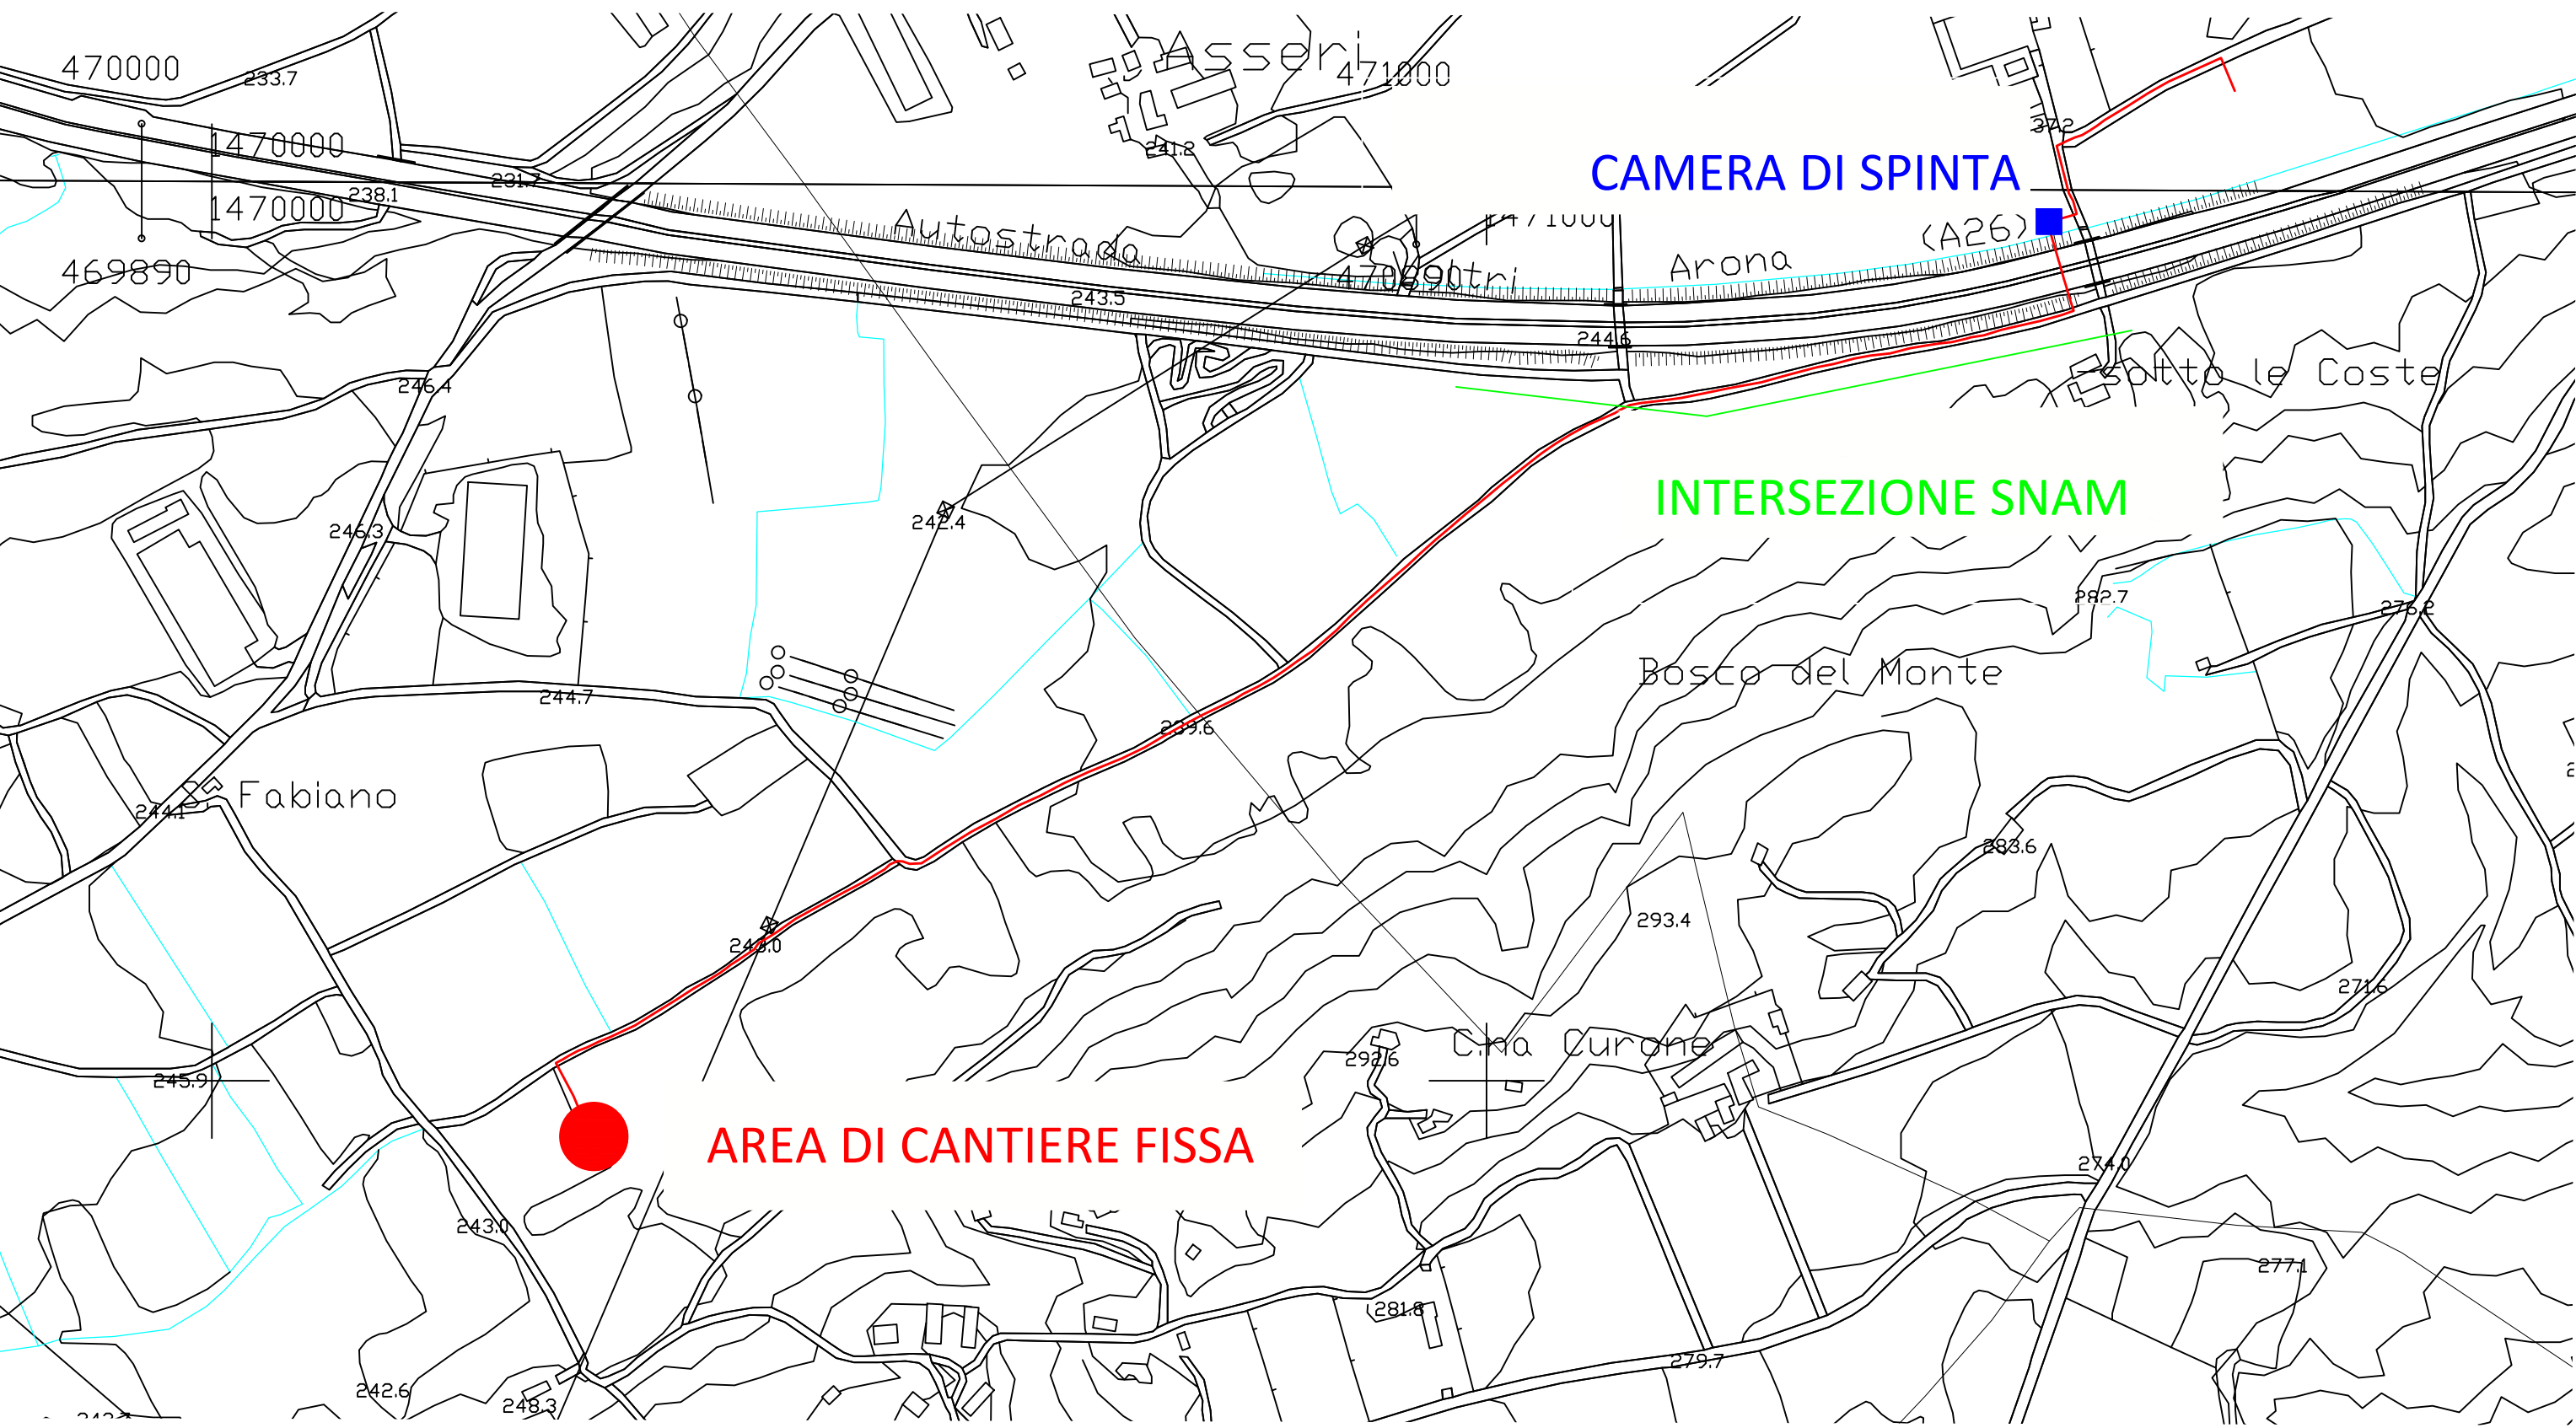 Asseri
470000
471000
233.7
37.2
1470000
241.2
CAMERA DI SPINTA
231.7
238.1
1470000
Autostrada
(A26)
469890
470890
ltri
Arona
243.5
244.6
sotto le Coste
246.4
INTERSEZIONE SNAM
242.4
246.3
282.7
276.2
Bosco del Monte
244.7
239.6
S. Fabiano
244.1
283.6
293.4
243.0
271.6
C.na Curone
292.6
245.9
AREA DI CANTIERE FISSA
274.0
243.0
277.1
281.8
279.7
242.6
248.3